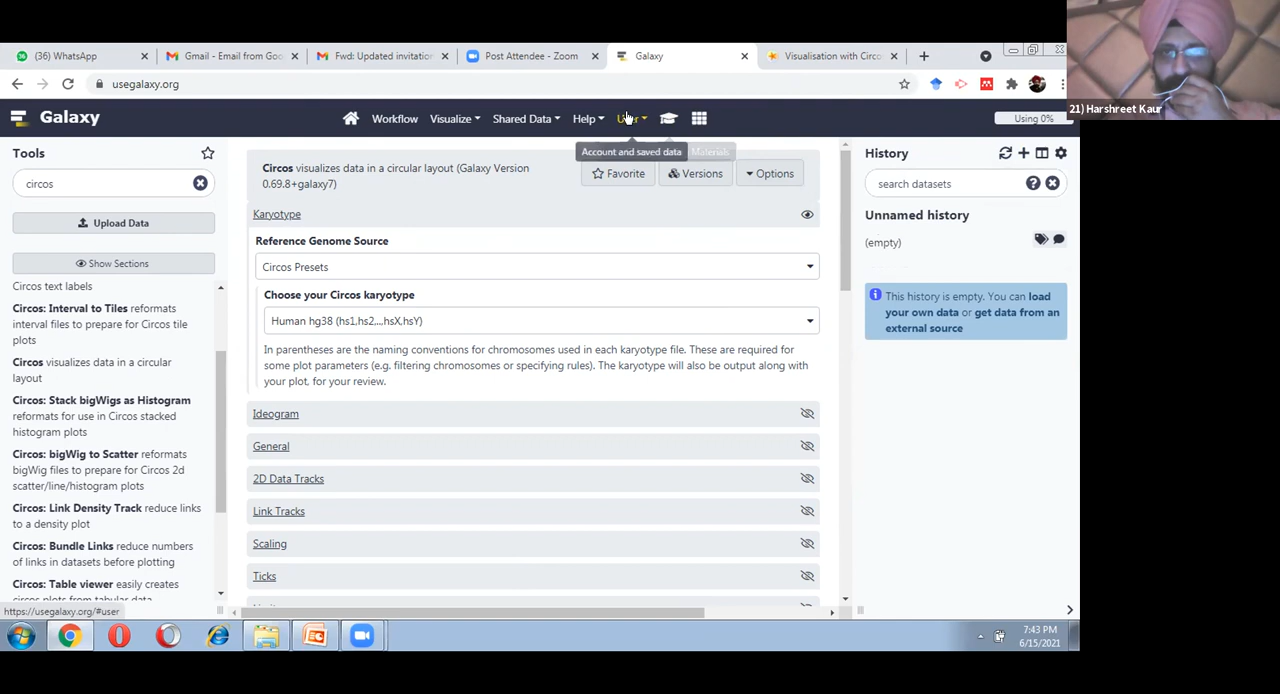 (36) WhatsApp
Gmail - Email from Goo
Fwd: Updated invitation
Post Attendee - Zoom
Galaxy
Visualisation with Circo
usegalaxy.org
21) Harshreet Kaur
Galaxy
Workflow
Visualize
Shared Data
Help
User
Using 0%
Account and saved data
Materials
Tools
circos
Upload Data
Show Sections
Circos text labels
Circos: Interval to Tiles reformats
interval files to prepare for Circos tile
plots
Circos visualizes data in a circular
layout
Circos: Stack bigWigs as Histogram
reformats for use in Circos stacked
histogram plots
Circos: bigWig to Scatter reformats
bigWig files to prepare for Circos 2d
scatter/line/histogram plots
Circos: Link Density Track reduce links
to a density plot
Circos: Bundle Links reduce numbers
of links in datasets before plotting
Circos: Table viewer easily creates
circos plots from tabular data
https://usegalaxy.org/#user
Circos visualizes data in a circular layout (Galaxy Version
0.69.8+galaxy7)
Favorite
Versions
Options
Karyotype
Reference Genome Source
Circos Presets
Choose your Circos karyotype
Human hg38 (hs1,hs2,...hsX,hsY)
In parentheses are the naming conventions for chromosomes used in each karyotype file. These are required for
some plot parameters (e.g. filtering chromosomes or specifying rules). The karyotype will also be output along with
your plot, for your review.
Ideogram
General
2D Data Tracks
Link Tracks
Scaling
Ticks
History
search datasets
Unnamed history
(empty)
This history is empty. You can load
your own data or get data from an
external source
7:43 PM
6/15/2021